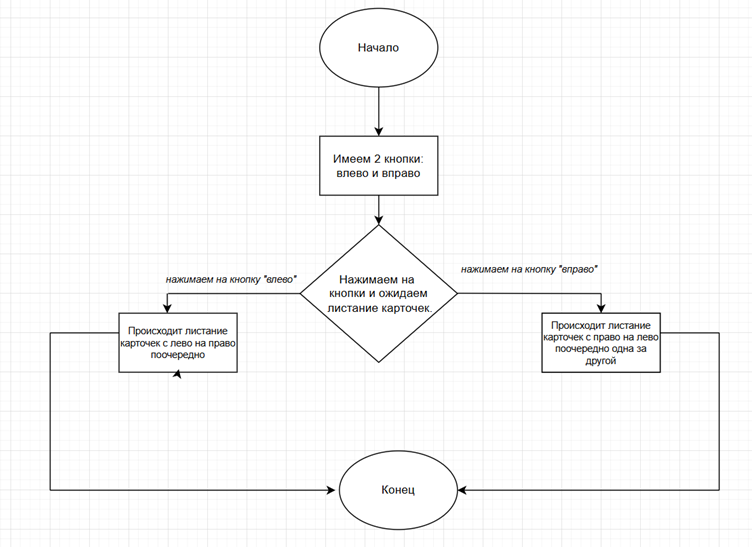 Начало
Имеем 2 кнопки:
влево и вправо
нажимаем на кнопку "влево"
нажимаем на кнопку "вправо"
Нажимаем на
кнопки и ожидаем
листание карточек.
Происходит листание
карточек с лево на право
поочередно
Происходит листание
карточек с право на лево
поочередно одна за
другой
Конец